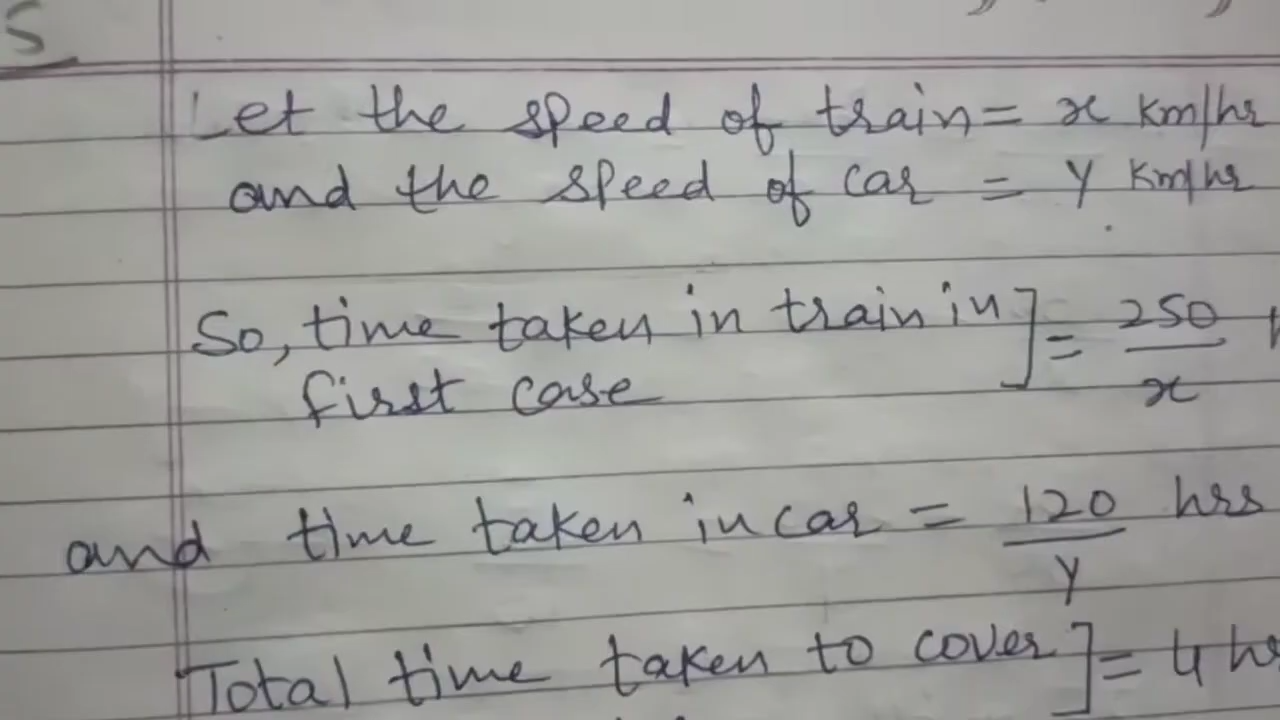 S
Let the speed of train = x km/hr
and the speed of car = y km/hr
So, time taken in train in
first case ] = 250/x
and time taken in car = 120/y hrs
Total time taken to cover ] = 4 hr